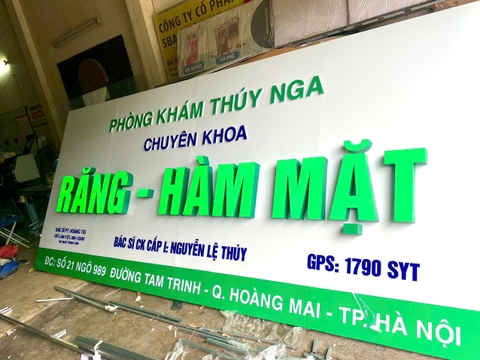 CÔNG TY CỔ PHẦN
PHÒNG KHÁM THÚY NGA
CHUYÊN KHOA
RĂNG - HÀM MẶT
BÁC SĨ CK CẤP I: NGUYỄN LỆ THÚY
GPS: 1790 SYT
ĐC: SỐ 21 NGÕ 989 ĐƯỜNG TAM TRINH - Q. HOÀNG MAI - TP. HÀ NỘI